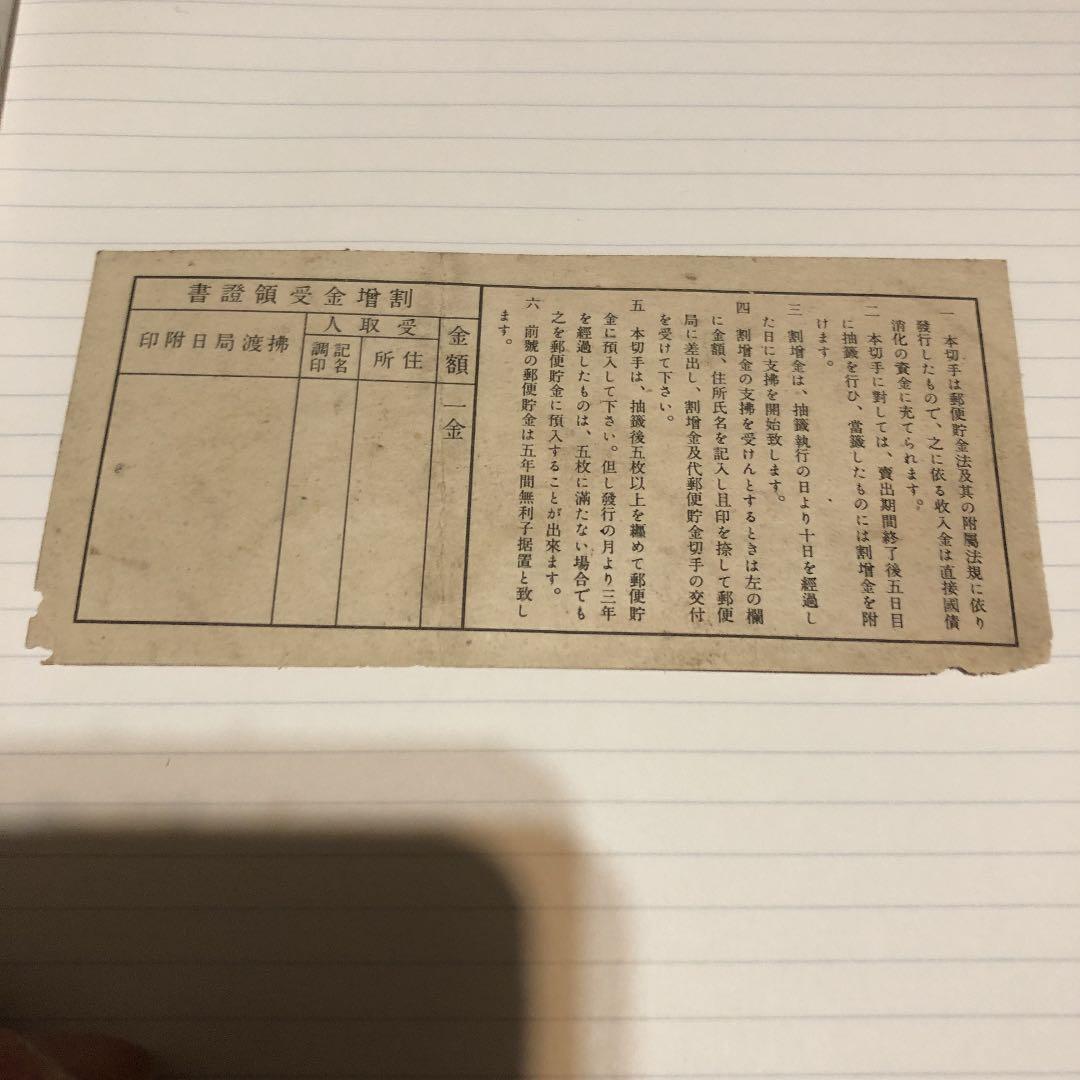 一 本切手は郵便貯金法及其の附屬法規に依り
發行したもので、之に依る收入金は直接國債
消化の資金に充てられます。
二 本切手に對しては、賣出期間終了後五日目
に抽籤を行ひ、當籤したものには割增金を附
けます。
三 割增金は、抽籤執行の日より十日を經過し
た日に支拂を開始致します。
四 割增金の支拂を受けんとするときは左の欄
に金額、住所氏名を記入し且印を捺して郵便
局に差出し、割增金及代郵便貯金切手の交付
を受けて下さい。
五 本切手は、抽籤後五枚以上を纏めて郵便貯
金に預入して下さい。但し發行の月より三年
を經過したものは、五枚に滿たない場合でも
之を郵便貯金に預入することが出來ます。
六 前號の郵便貯金は五年間無利子据置と致し
ます。
書證領受金增割
金額
一金
人取受
所住
記名
調印
印附日局渡拂